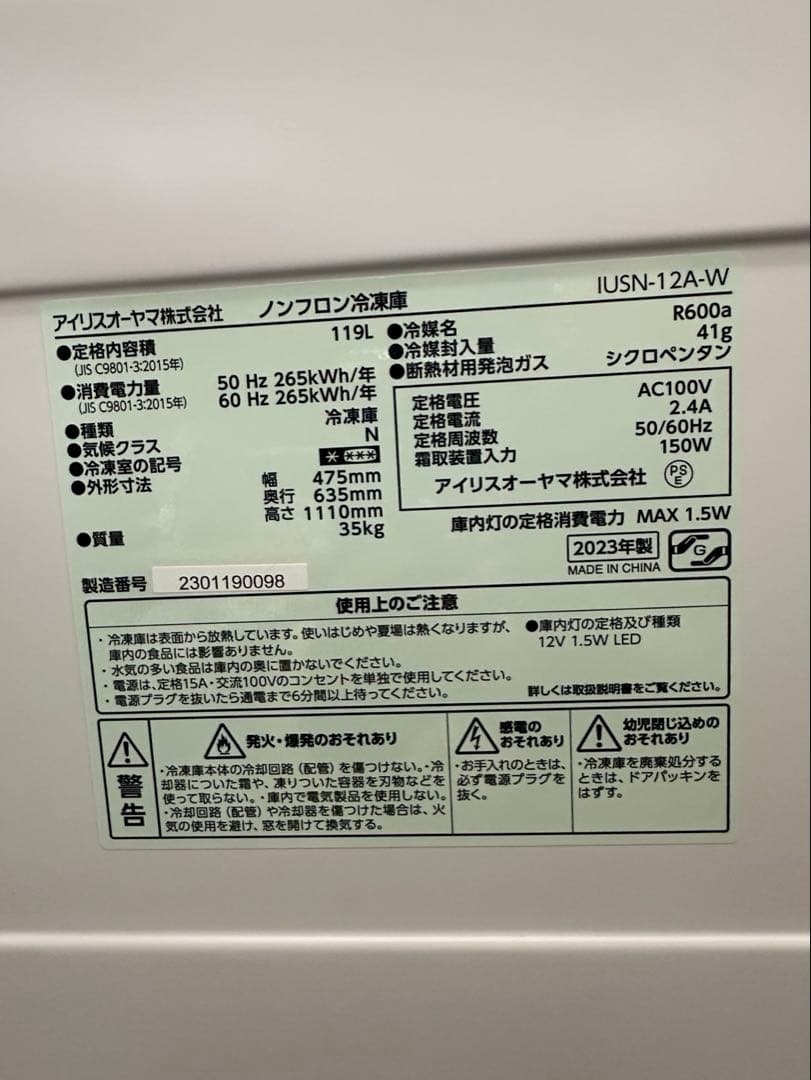 アイリスオーヤマ株式会社 ノンフロン冷凍庫 IUSN-12A-W
●定格内容積 119L
(JIS C9801-3:2015年)
●消費電力量 50 Hz 265kWh/年
(JIS C9801-3:2015年) 60 Hz 265kWh/年
●種類 冷凍庫
●気候クラス N
●冷凍室の記号 * ***
●外形寸法 幅 475mm
奥行 635mm
高さ 1110mm
●質量 35kg
製造番号 2301190098
●冷媒名 R600a
●冷媒封入量 41g
●断熱材用発泡ガス シクロペンタン
定格電圧 AC100V
定格電流 2.4A
定格周波数 50/60Hz
霜取装置入力 150W
アイリスオーヤマ株式会社 PSE
庫内灯の定格消費電力 MAX 1.5W
2023年製
MADE IN CHINA
G
使用上のご注意
・冷凍庫は表面から放熱しています。使いはじめや夏場は熱くなりますが、
庫内の食品には影響ありません。
・水気の多い食品は庫内の奥に置かないでください。
・電源は、定格15A・交流100Vのコンセントを単独で使用してください。
・電源プラグを抜いたら通電まで6分間以上待ってください。
●庫内灯の定格及び種類
12V 1.5W LED
詳しくは取扱説明書をご覧ください。
警告
発火・爆発のおそれあり
・冷凍庫本体の冷却回路(配管)を傷つけない。・冷
却器についた霜や、凍りついた容器を刃物などを
使って取らない。・庫内で電気製品を使用しない。
・冷却回路(配管)や冷却器を傷つけた場合は、火
気の使用を避け、窓を開けて換気する。
感電の
おそれあり
・お手入れのときは、
必ず電源プラグを
抜く。
幼児閉じ込めの
おそれあり
・冷凍庫を廃棄処分する
ときは、ドアパッキンを
はずす。